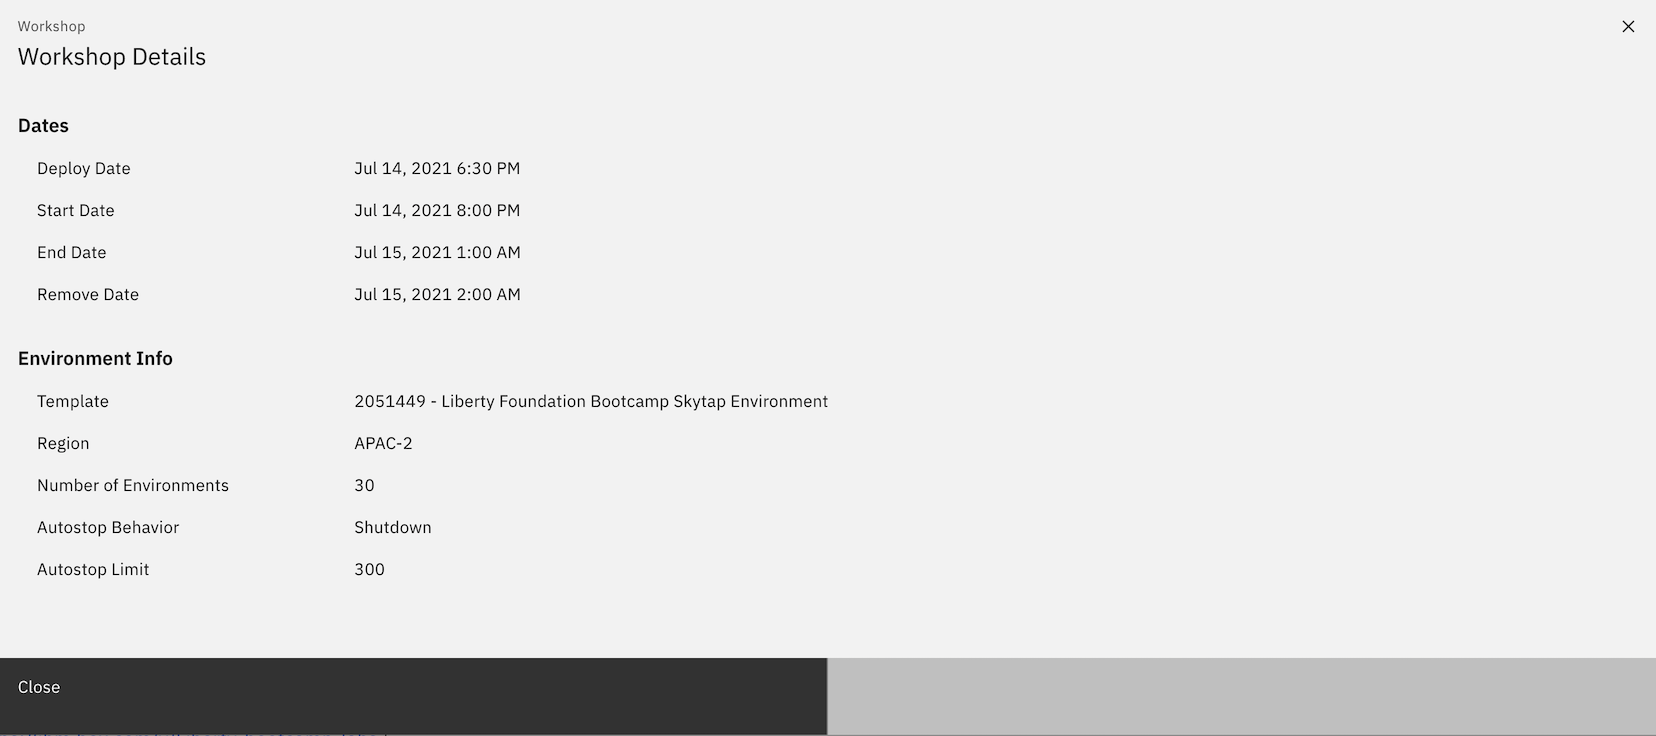 Workshop
Workshop Details
Dates
Deploy Date Jul 14, 2021 6:30 PM
Start Date Jul 14, 2021 8:00 PM
End Date Jul 15, 2021 1:00 AM
Remove Date Jul 15, 2021 2:00 AM
Environment Info
Template 2051449 - Liberty Foundation Bootcamp Skytap Environment
Region APAC-2
Number of Environments 30
Autostop Behavior Shutdown
Autostop Limit 300
Close